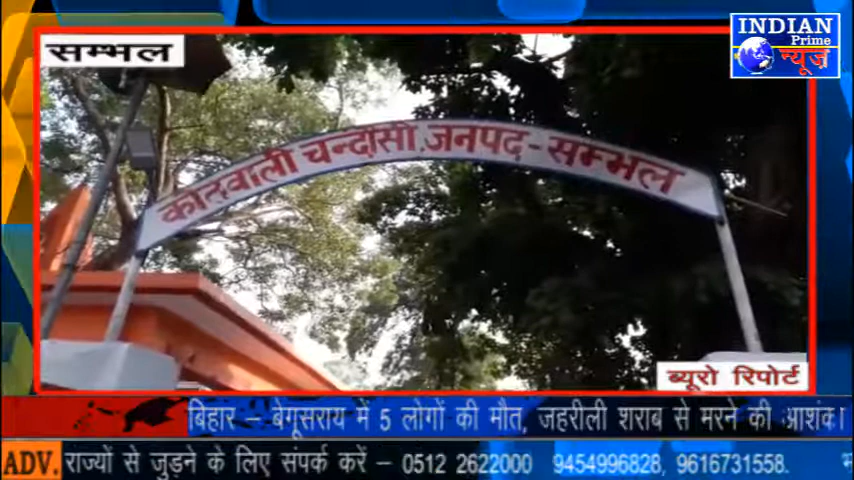 सम्भल
INDIAN
Prime
न्यूज़
कोतवाली चन्दौसी, जनपद-सम्भल
ब्यूरो रिपोर्ट
बिहार - बेगूसराय में 5 लोगों की मौत, जहरीली शराब से मरने की आशंका
ADV. राज्यों से जुड़ने के लिए संपर्क करें - 0512 2622000, 9454996828, 9616731558,